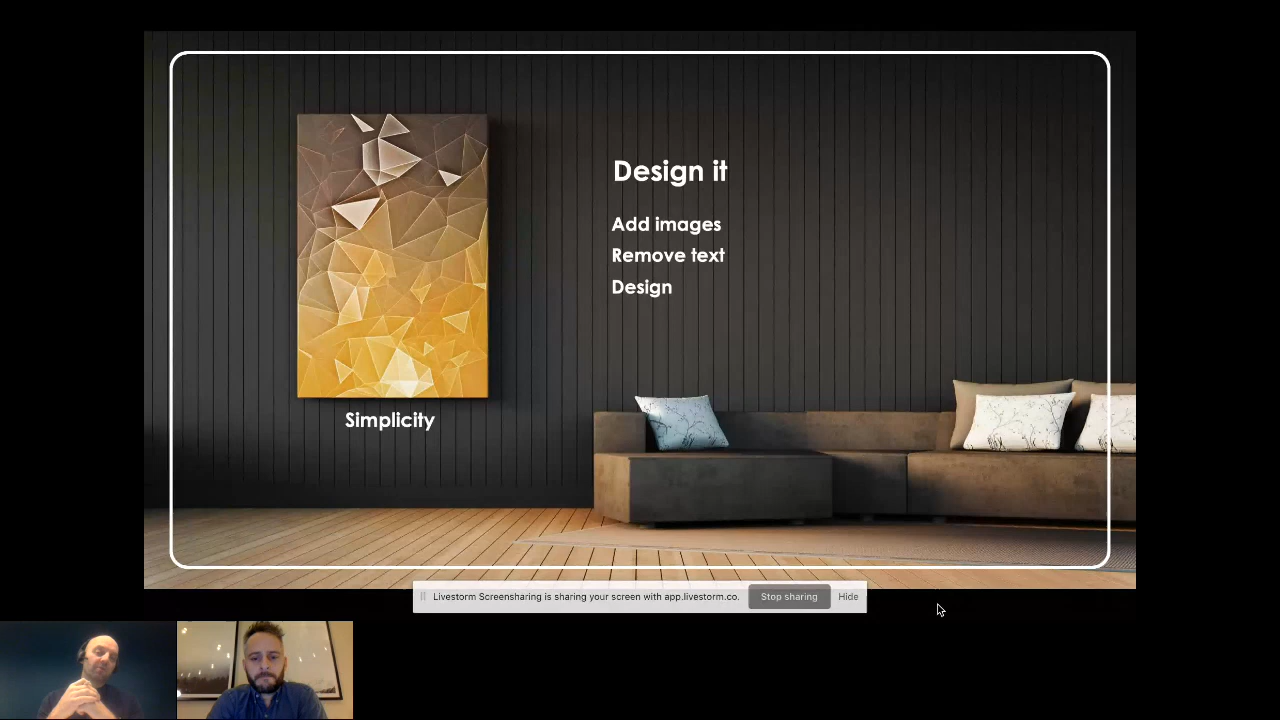 Design it
Add images
Remove text
Design
Simplicity
Livestorm Screensharing is sharing your screen with app.livestorm.co. Stop sharing Hide